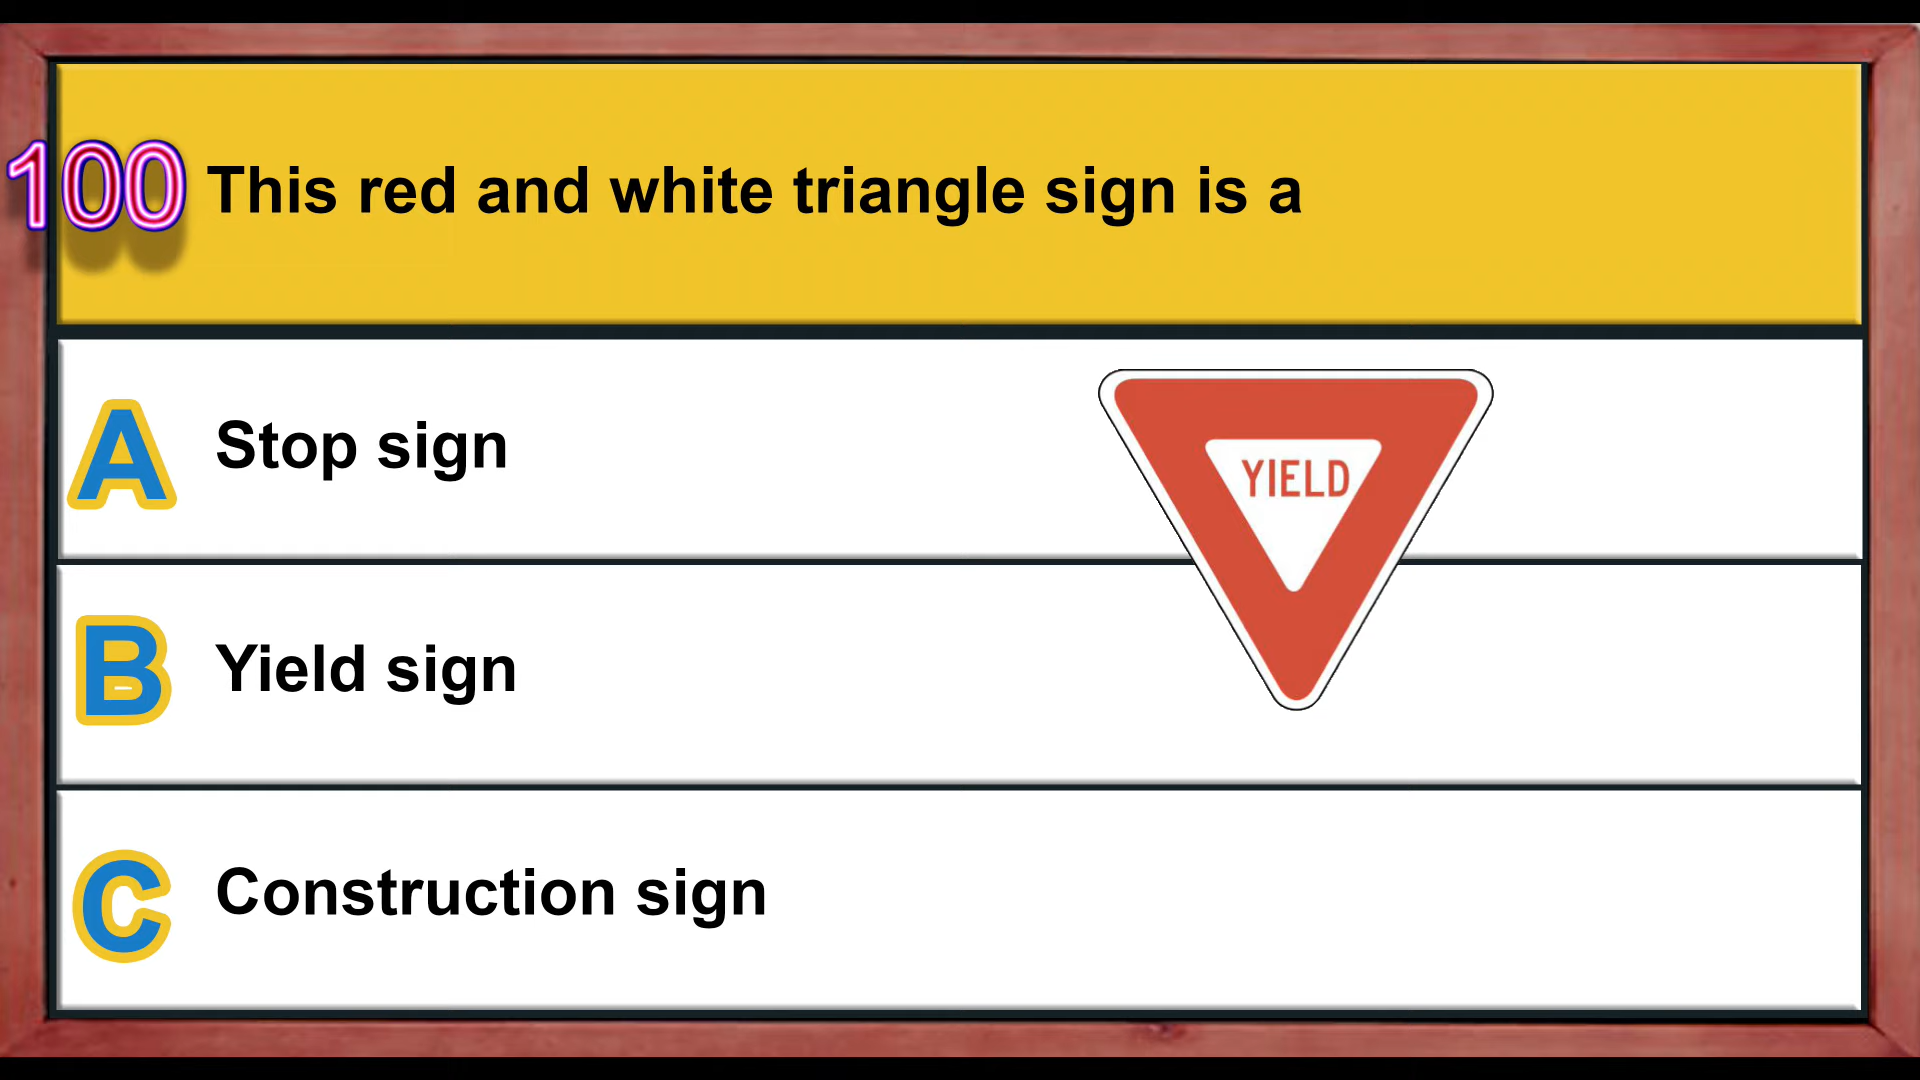 100 This red and white triangle sign is a
A Stop sign
YIELD
B Yield sign
C Construction sign